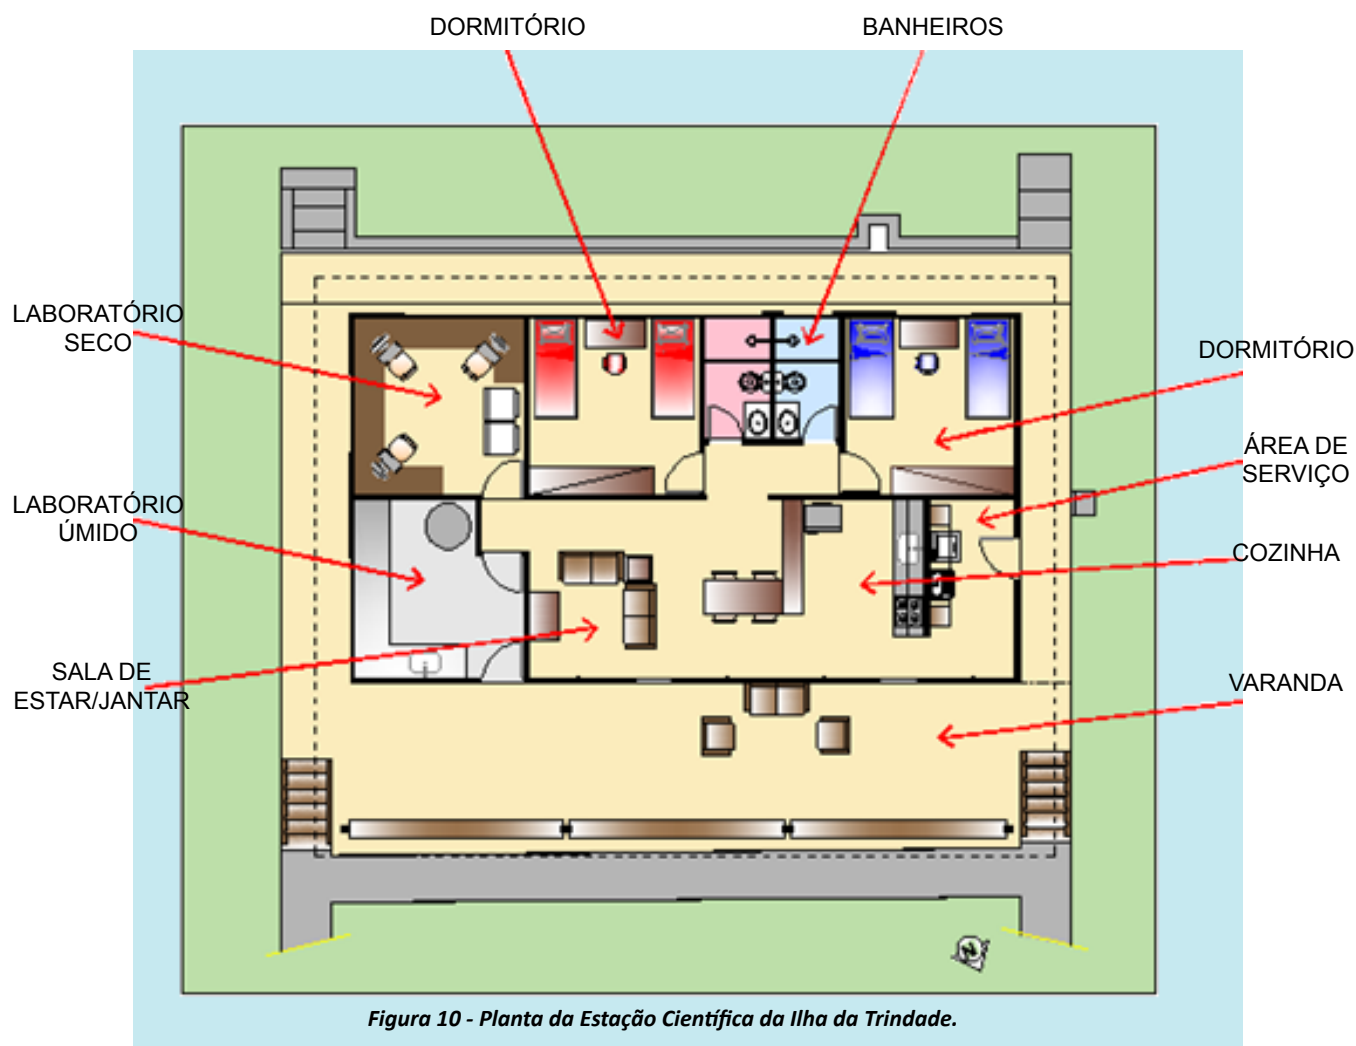 DORMITÓRIO
BANHEIROS
LABORATÓRIO
SECO
DORMITÓRIO
ÁREA DE
SERVIÇO
LABORATÓRIO
ÚMIDO
COZINHA
SALA DE
ESTAR/JANTAR
VARANDA
N
Figura 10 - Planta da Estação Científica da Ilha da Trindade.